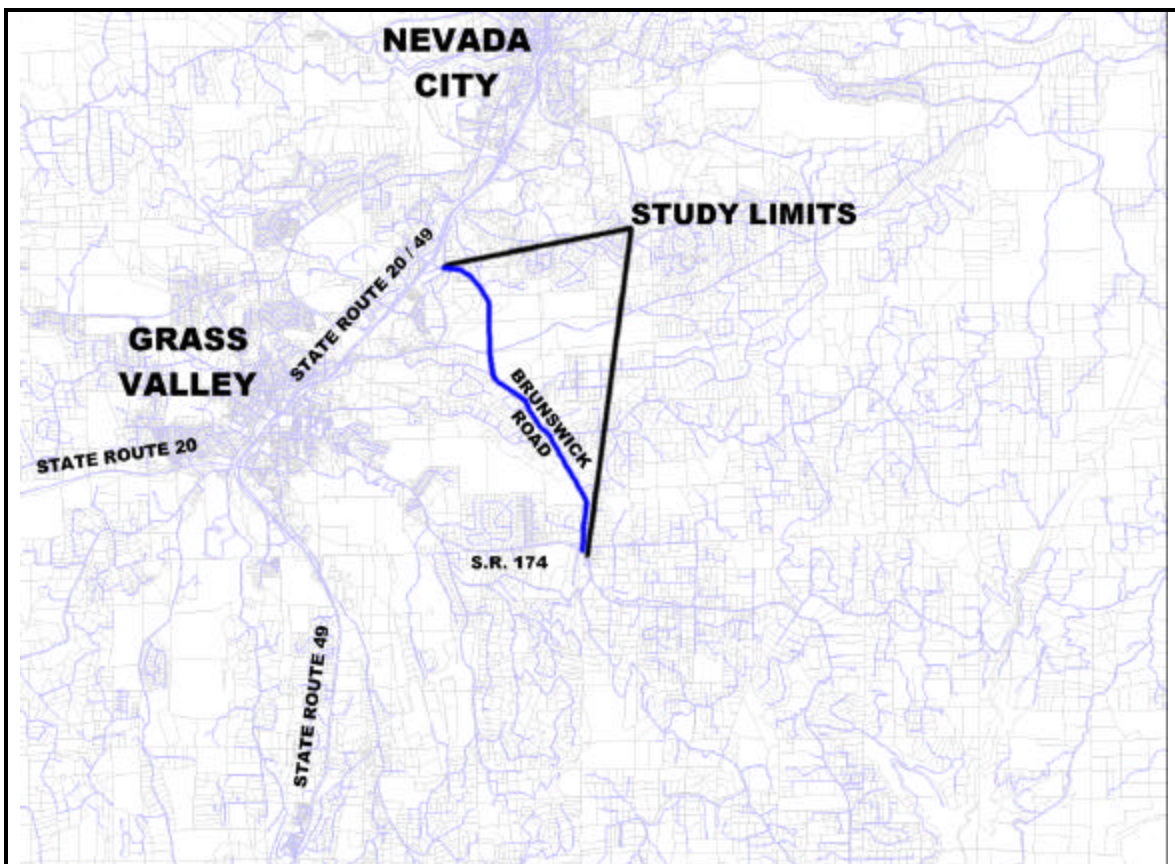 NEVADA
CITY
STUDY LIMITS
STATE ROUTE 20 / 49
GRASS
VALLEY
BRUNSWICK
ROAD
STATE ROUTE 20
S.R. 174
STATE ROUTE 49